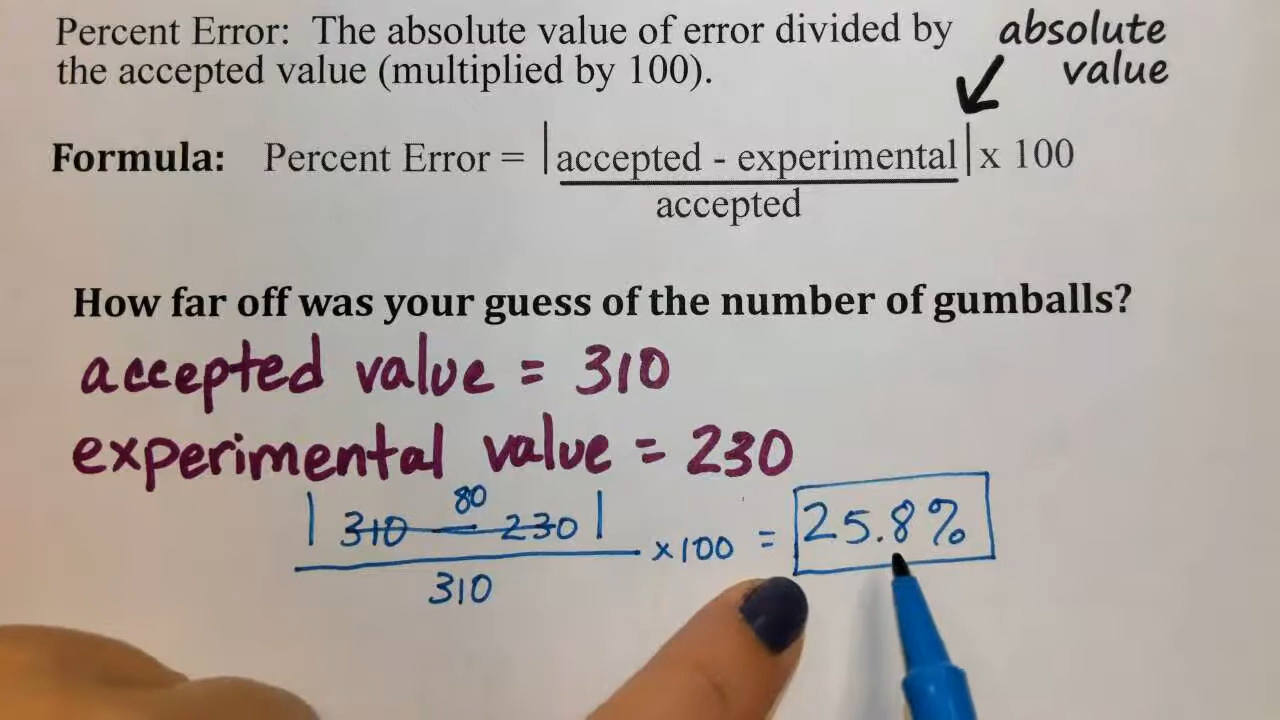 Percent Error: The absolute value of error divided by
the accepted value (multiplied by 100).
absolute
value
Formula: Percent Error = |accepted - experimental| x 100
accepted
How far off was your guess of the number of gumballs?
accepted value = 310
experimental value = 230
80
|310 - 230| x 100 = 25.8%
310